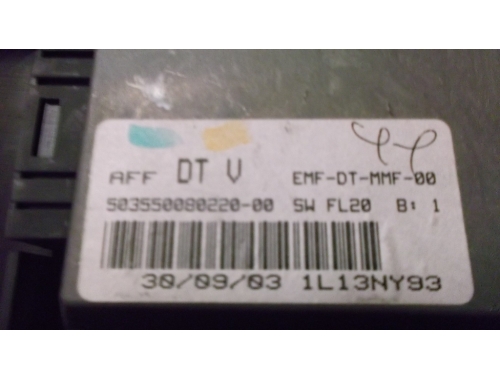 AFF DT V EMF-DT-MMF-00
503550080220-00 SW FL20 B: 1
30/09/03 1L13NY93